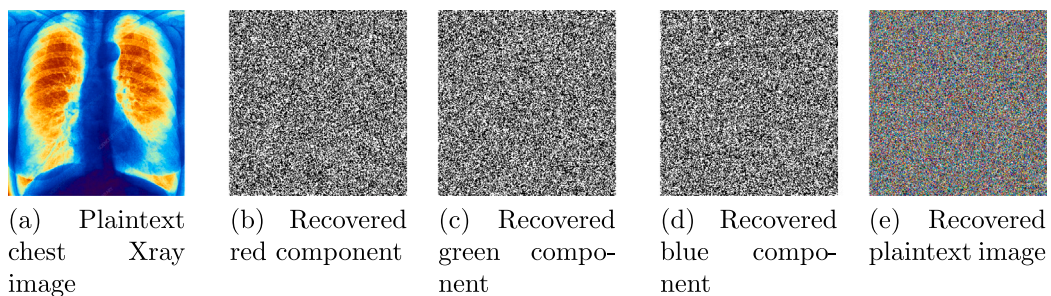 (a) Plaintext
chest Xray
image
(b) Recovered
red component
(c) Recovered
green compo-
nent
(d) Recovered
blue compo-
nent
(e) Recovered
plaintext image